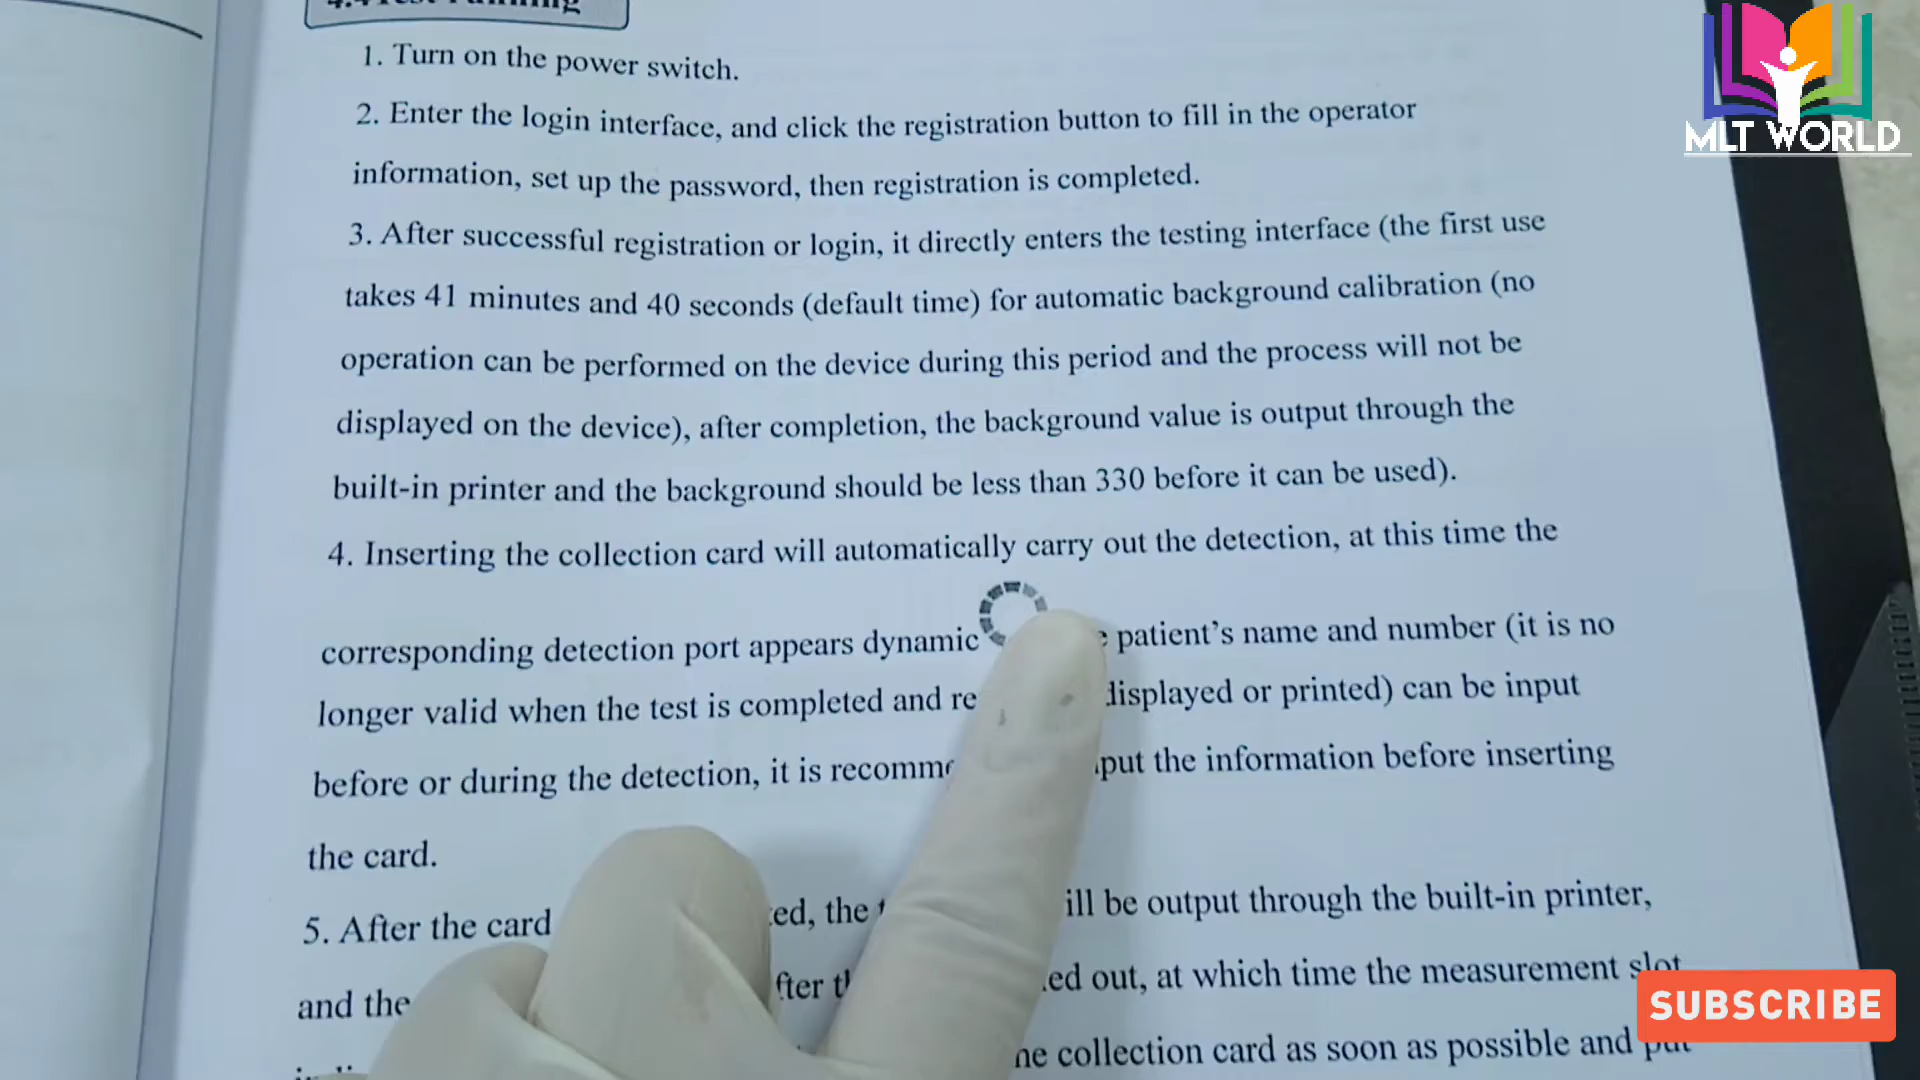 4.4 Test running
1. Turn on the power switch.
2. Enter the login interface, and click the registration button to fill in the operator
information, set up the password, then registration is completed.
3. After successful registration or login, it directly enters the testing interface (the first use
takes 41 minutes and 40 seconds (default time) for automatic background calibration (no
operation can be performed on the device during this period and the process will not be
displayed on the device), after completion, the background value is output through the
built-in printer and the background should be less than 330 before it can be used).
4. Inserting the collection card will automatically carry out the detection, at this time the
corresponding detection port appears dynamic patient's name and number (it is no
longer valid when the test is completed and displayed or printed) can be input
before or during the detection, it is the information before inserting
the card.
5. After the card the will be output through the built-in printer,
and the out, at which time the measurement slot
collection card as soon as possible and put
MLT WORLD
SUBSCRIBE